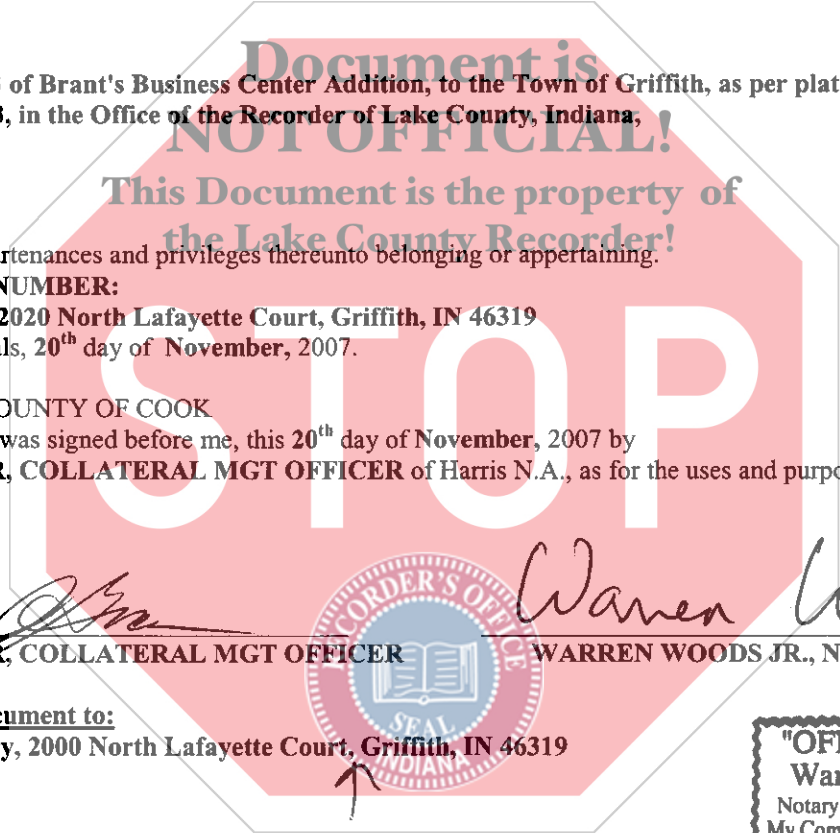 Document is
of Brant's Business Center Addition, to the Town of Griffith, as per plat
, in the Office of the Recorder of Lake County, Indiana,
NOT OFFICIAL!
This Document is the property of
the Lake County Recorder!
rtenances and privileges thereunto belonging or appertaining.
NUMBER:
2020 North Lafayette Court, Griffith, IN 46319
ls, 20th day of November, 2007.
STOP
OUNTY OF COOK
was signed before me, this 20th day of November, 2007 by
R, COLLATERAL MGT OFFICER of Harris N.A., as for the uses and purpo
Warren
RECORDER'S OFFICE
SEAL
INDIANA
R, COLLATERAL MGT OFFICER
WARREN WOODS JR., N
cument to:
y, 2000 North Lafayette Court, Griffith, IN 46319
"OFF
War
Notary
My Com